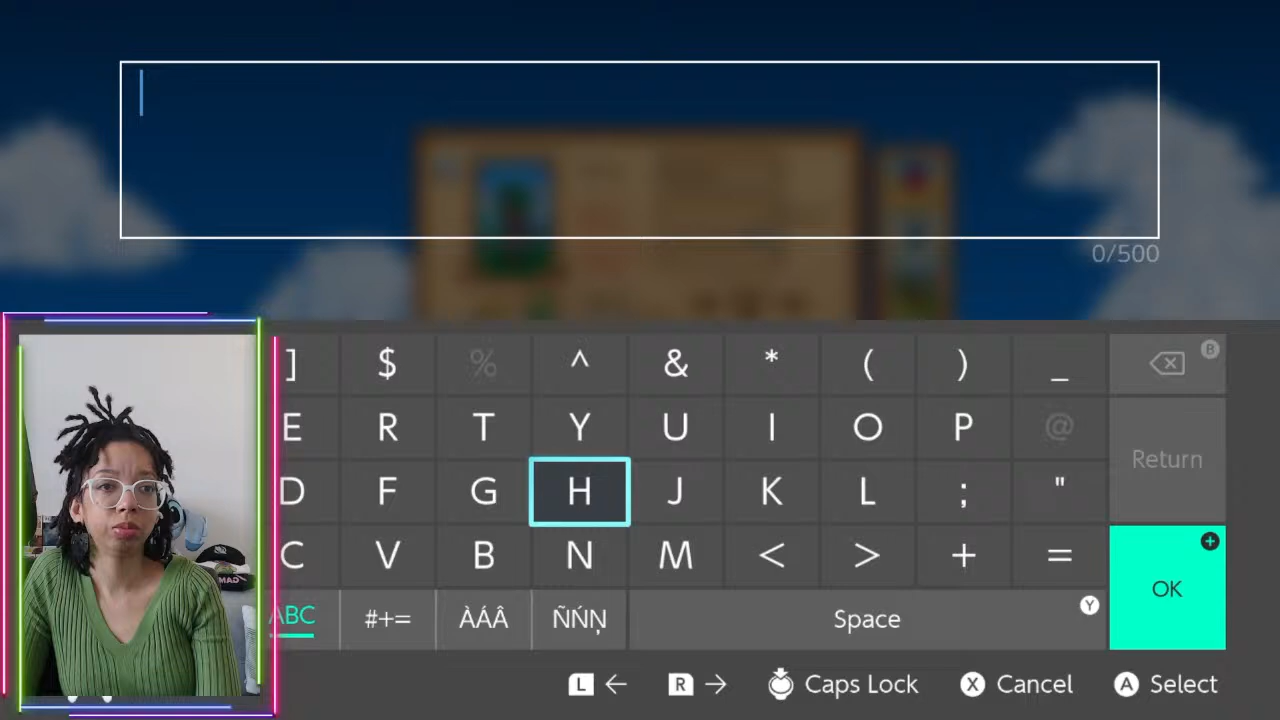 0/500
] $ % ^ & * ( ) _ B
E R T Y U I O P @
Return
D F G H J K L ; "
+
OK
C V B N M < > + =
ABC #+= ÀÁÂ ÑŃŅ Space Y
L ← R → Caps Lock X Cancel A Select